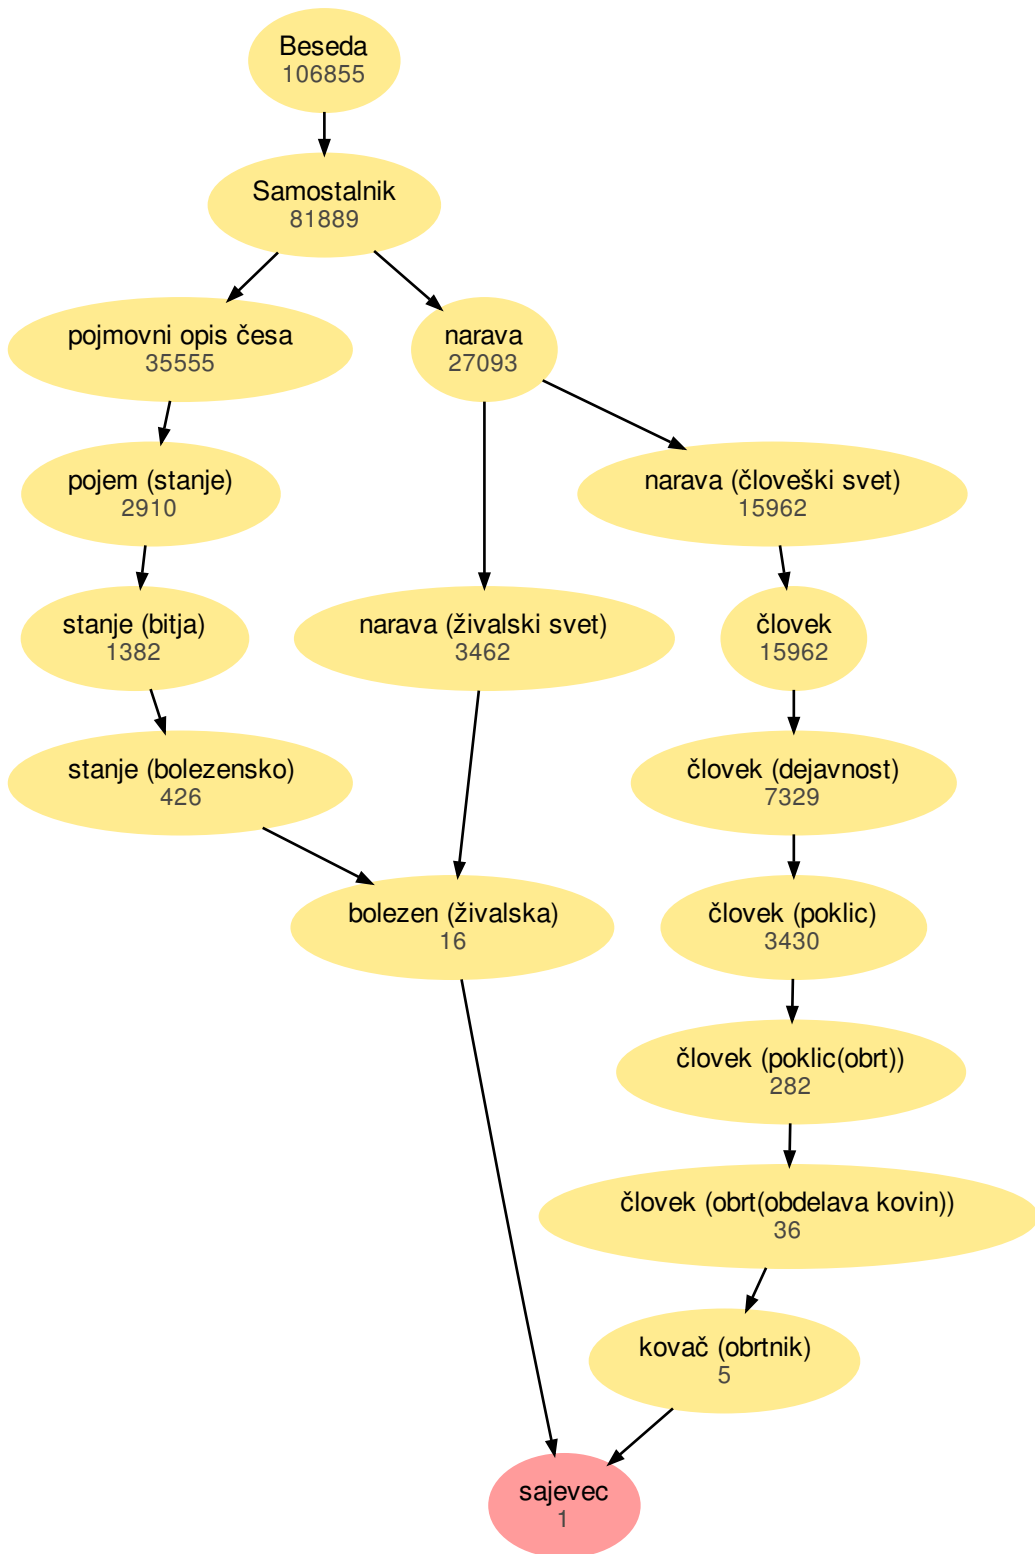 Beseda
106855
Samostalnik
81889
pojmovni opis česa
35555
narava
27093
pojem (stanje)
2910
narava (človeški svet)
15962
stanje (bitja)
1382
narava (živalski svet)
3462
človek
15962
stanje (bolezensko)
426
človek (dejavnost)
7329
bolezen (živalska)
16
človek (poklic)
3430
človek (poklic(obrt))
282
človek (obrt(obdelava kovin))
36
kovač (obrtnik)
5
sajevec
1